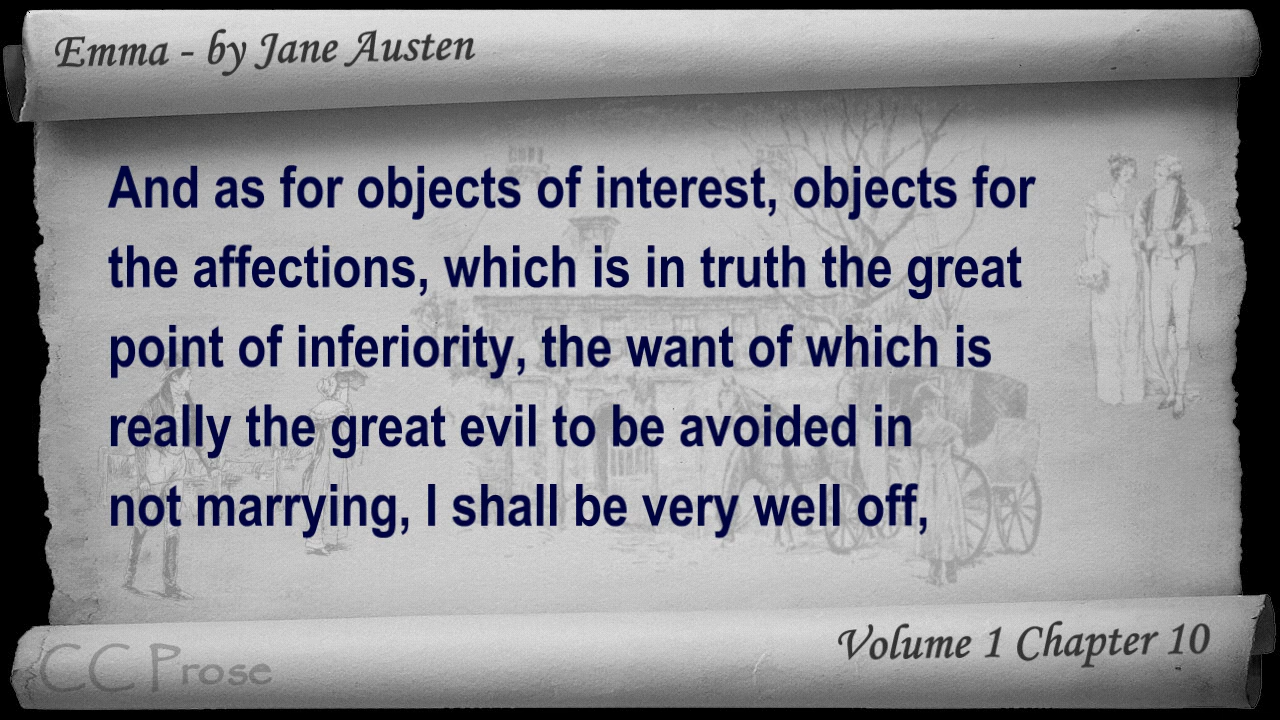 Emma - by Jane Austen
And as for objects of interest, objects for
the affections, which is in truth the great
point of inferiority, the want of which is
really the great evil to be avoided in
not marrying, I shall be very well off,
Volume 1 Chapter 10
CC Prose